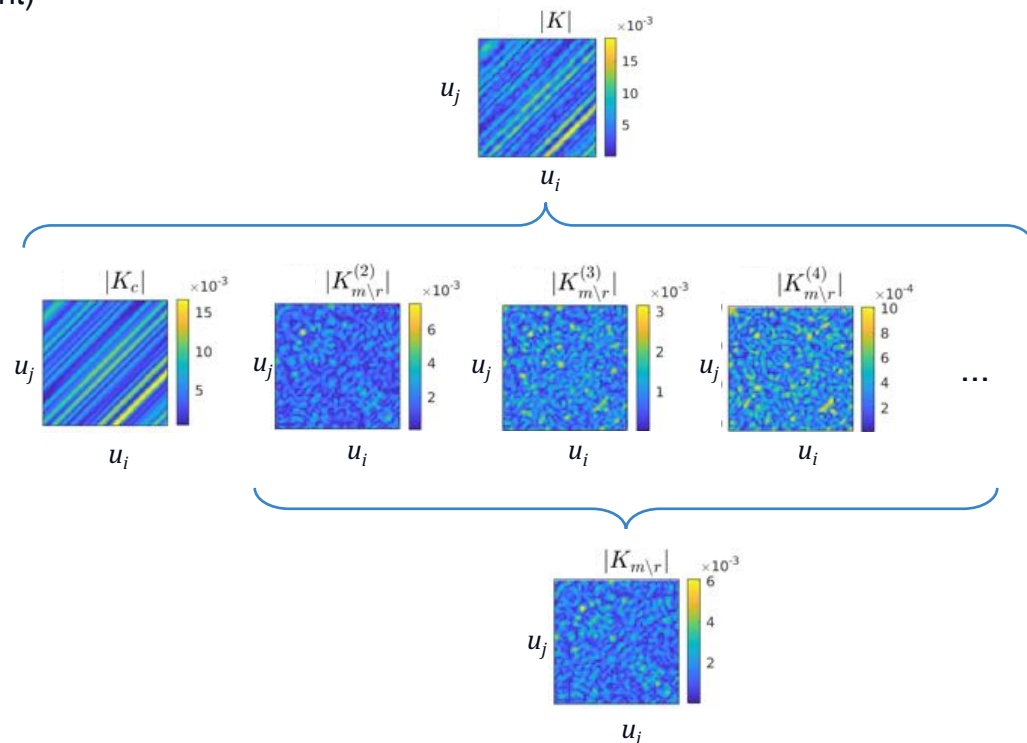 nt)
|K|
×10⁻³
15
10
5
u_j
u_i
|K_c|
×10⁻³
15
10
5
u_j
u_i
|K_{m\r}^{(2)}|
×10⁻³
6
4
2
u_j
u_i
|K_{m\r}^{(3)}|
×10⁻³
3
2
1
u_j
u_i
|K_{m\r}^{(4)}|
×10⁻⁴
10
8
6
4
2
u_j
u_i
...
|K_{m\r}|
×10⁻³
6
4
2
u_j
u_i